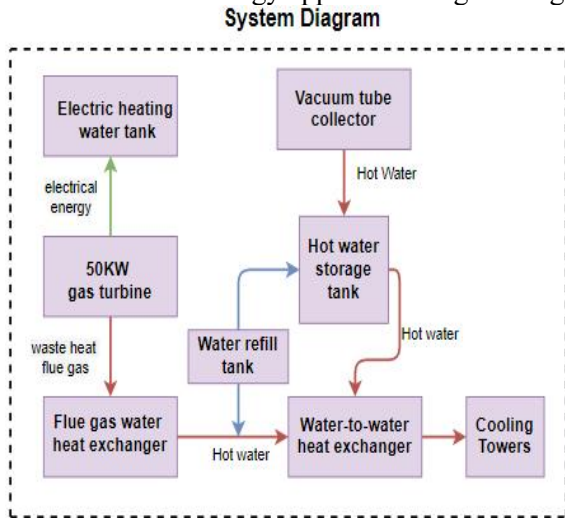 System Diagram
Electric heating
water tank
Vacuum tube
collector
electrical
energy
Hot Water
50KW
gas turbine
Hot water
storage
tank
waste heat
flue gas
Water refill
tank
Hot water
Flue gas water
heat exchanger
Hot water
Water-to-water
heat exchanger
Cooling
Towers